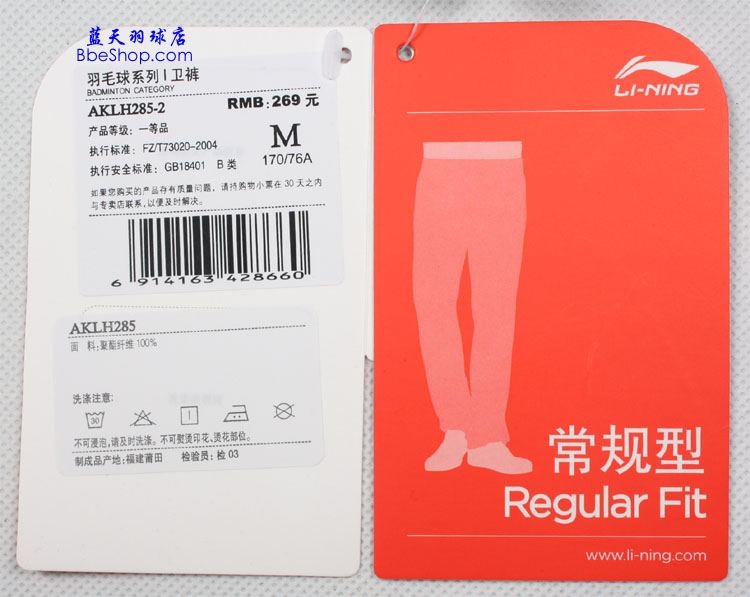 蓝天羽球店
BbeShop.com
羽毛球系列 | 卫裤
BADMINTON CATEGORY
AKLH285-2
RMB: 269 元
产品等级: 一等品
M
执行标准: FZ/T73020-2004
170/76A
执行安全标准: GB18401 B 类
如果您购买的产品存有质量问题, 请持购物小票在 30 天之内
与专卖店联系,以便及时解决。
6 914163 428660
AKLH285
面 料:聚酯纤维100%
洗涤注意:
30
不可浸泡,请及时洗涤。不可熨烫印花、烫花部位。
制成品产地: 福建莆田 检验员: 检 03
LI-NING
常规型
Regular Fit
www.li-ning.com